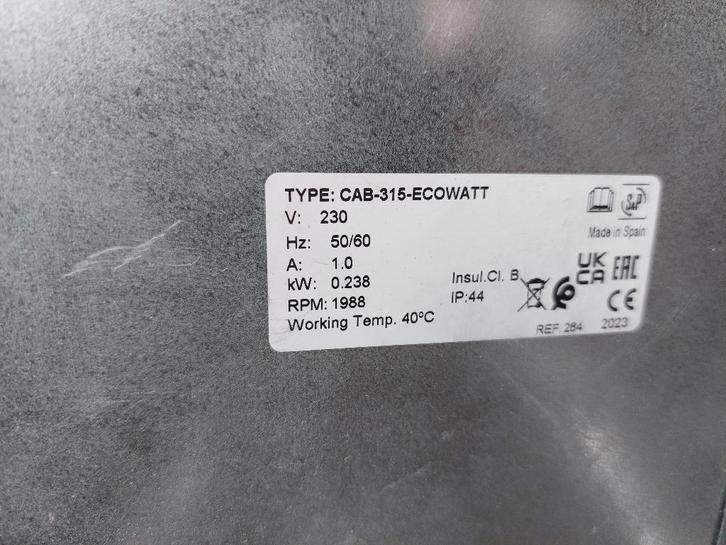 TYPE: CAB-315-ECOWATT
V: 230
Hz: 50/60
A: 1.0
kW: 0.238
RPM: 1988
Working Temp. 40ºC
Insul.Cl. B
IP:44
S&P
Made in Spain
UK
CA
EAC
CE
REF. 284 2023